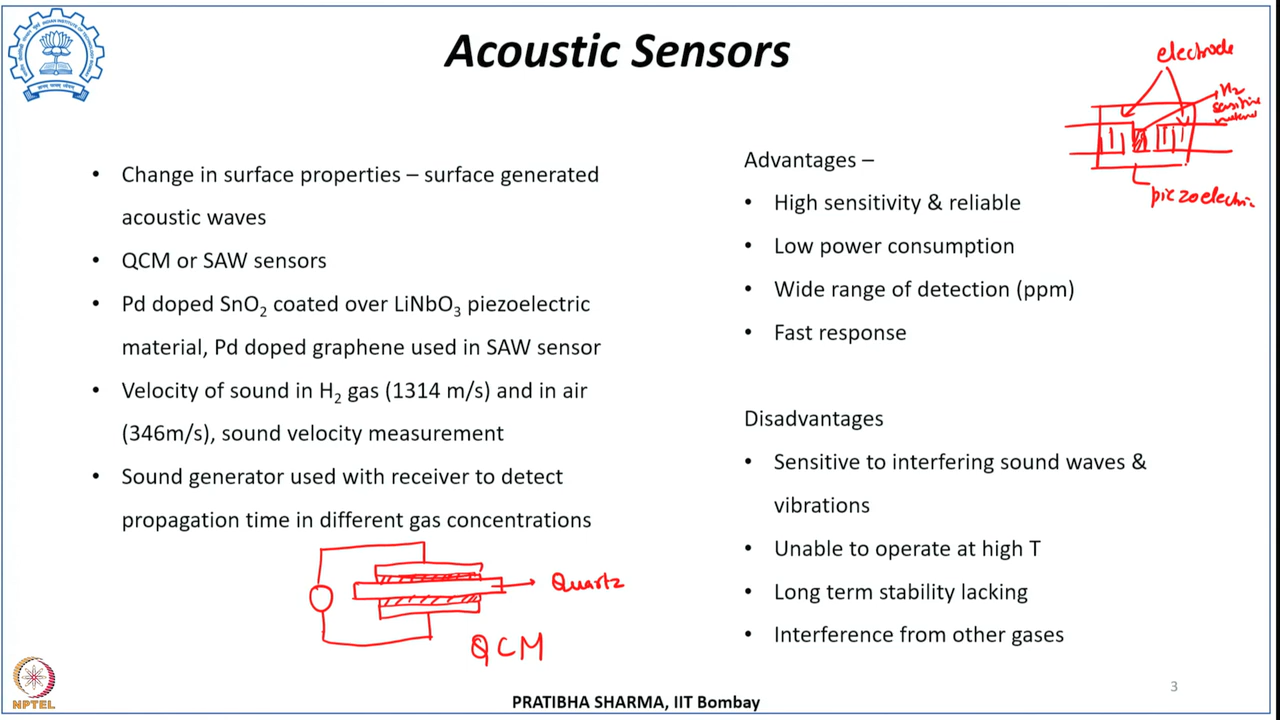 Acoustic Sensors
• Change in surface properties – surface generated
acoustic waves
• QCM or SAW sensors
• Pd doped SnO₂ coated over LiNbO₃ piezoelectric
material, Pd doped graphene used in SAW sensor
• Velocity of sound in H₂ gas (1314 m/s) and in air
(346m/s), sound velocity measurement
• Sound generator used with receiver to detect
propagation time in different gas concentrations
Quartz
QCM
electrode
H₂
sensitive
piezoelectric
Advantages –
• High sensitivity & reliable
• Low power consumption
• Wide range of detection (ppm)
• Fast response
Disadvantages
• Sensitive to interfering sound waves &
vibrations
• Unable to operate at high T
• Long term stability lacking
• Interference from other gases
3
NPTEL
PRATIBHA SHARMA, IIT Bombay